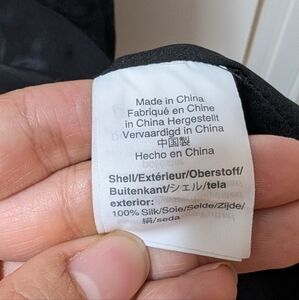 Made in China
Fabriqué en Chine
in China Hergestellt
Vervaardigd in China
中国製
Hecho en China
Shell/Extérieur/Oberstoff/
Buitenkant/シェル/tela
exterior:
100% Silk/Soie/Seide/Zijde/
絹/seda